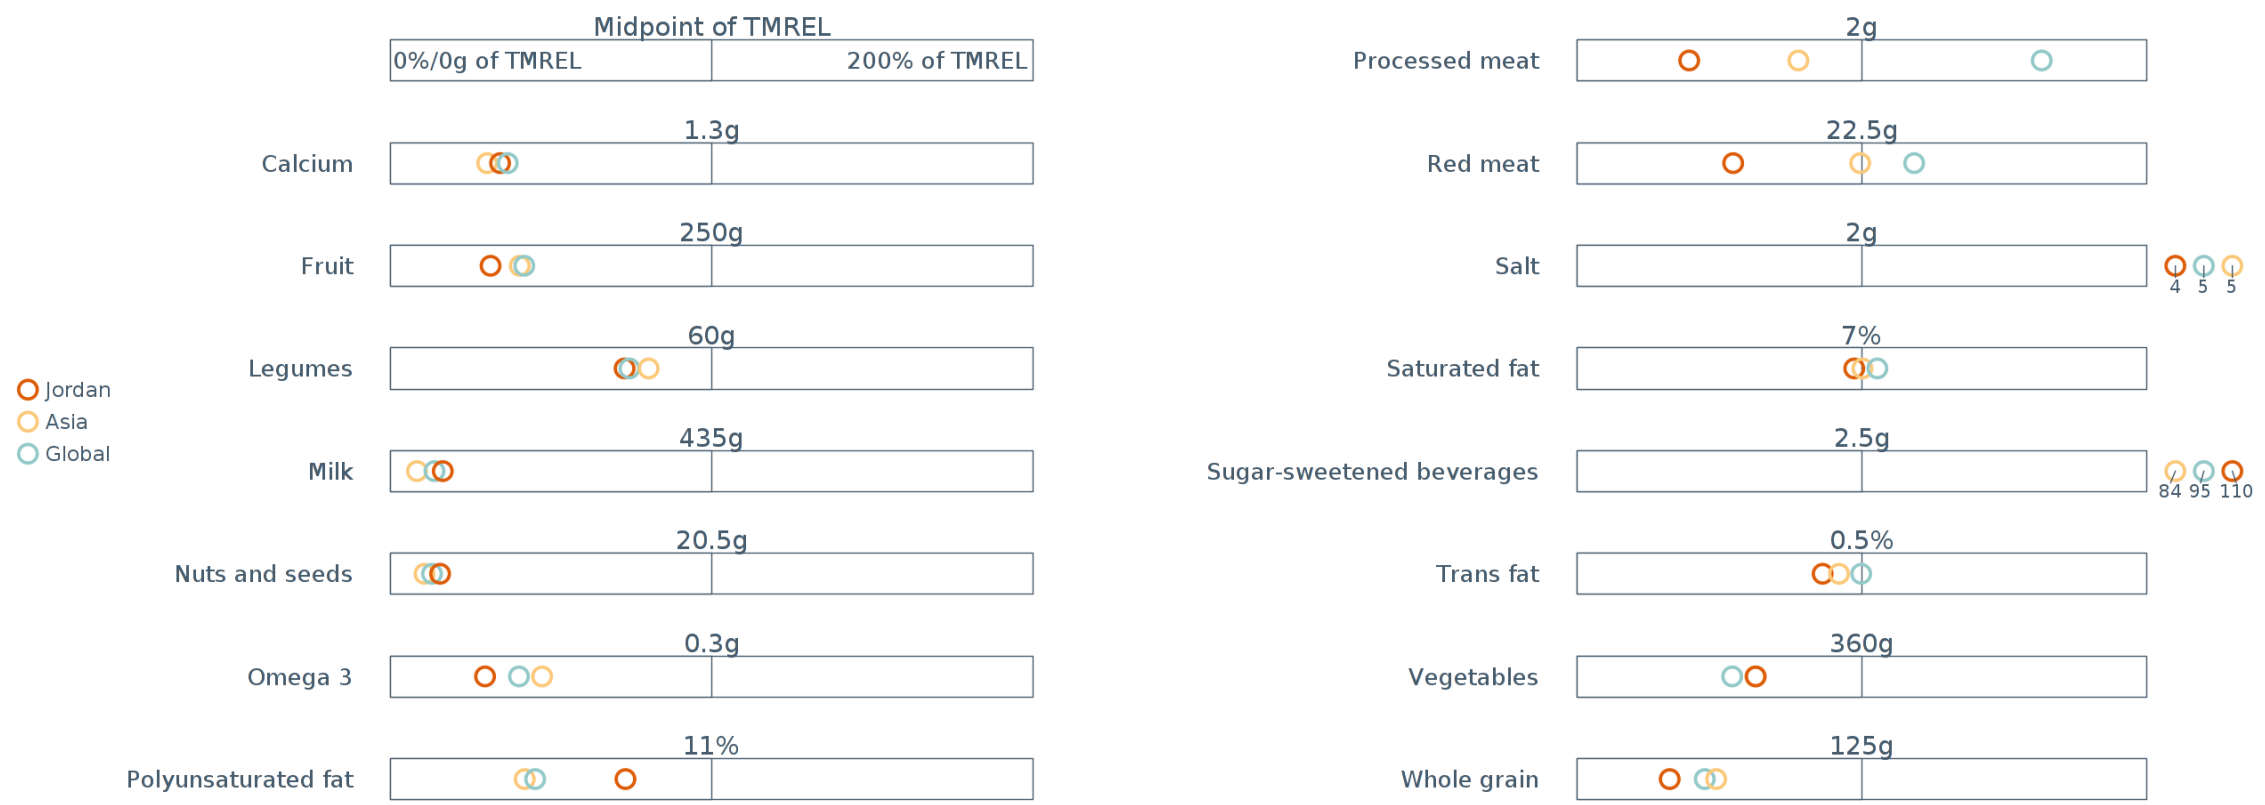 Midpoint of TMREL
0%/0g of TMREL 200% of TMREL
1.3g
Calcium
250g
Fruit
60g
Legumes
435g
Milk
20.5g
Nuts and seeds
0.3g
Omega 3
11%
Polyunsaturated fat
Jordan
Asia
Global
2g
Processed meat
22.5g
Red meat
2g
Salt
4 5 5
7%
Saturated fat
2.5g
Sugar-sweetened beverages
84 95 110
0.5%
Trans fat
360g
Vegetables
125g
Whole grain